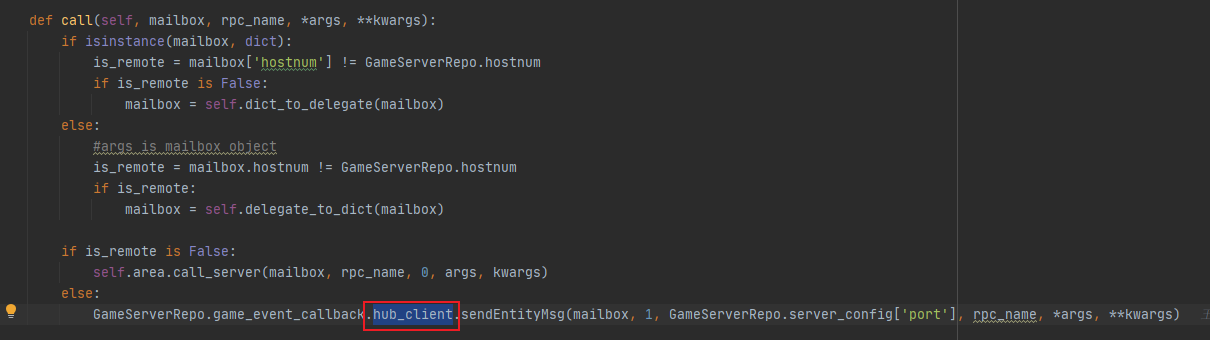 def call(self, mailbox, rpc_name, *args, **kwargs):
if isinstance(mailbox, dict):
is_remote = mailbox['hostnum'] != GameServerRepo.hostnum
if is_remote is False:
mailbox = self.dict_to_delegate(mailbox)
else:
#args is mailbox object
is_remote = mailbox.hostnum != GameServerRepo.hostnum
if is_remote:
mailbox = self.delegate_to_dict(mailbox)
if is_remote is False:
self.area.call_server(mailbox, rpc_name, 0, args, kwargs)
else:
GameServerRepo.game_event_callback.hub_client.sendEntityMsg(mailbox, 1, GameServerRepo.server_config['port'], rpc_name, *args, **kwargs)